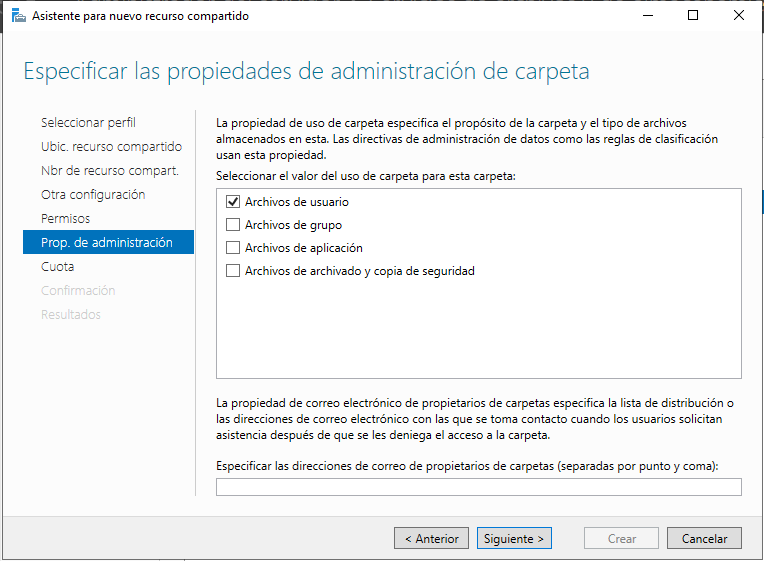 Asistente para nuevo recurso compartido
Especificar las propiedades de administración de carpeta
Seleccionar perfil
Ubic. recurso compartido
Nbr de recurso compart.
Otra configuración
Permisos
Prop. de administración
Cuota
Confirmación
Resultados
La propiedad de uso de carpeta especifica el propósito de la carpeta y el tipo de archivos
almacenados en esta. Las directivas de administración de datos como las reglas de clasificación
usan esta propiedad.
Seleccionar el valor del uso de carpeta para esta carpeta:
Archivos de usuario
Archivos de grupo
Archivos de aplicación
Archivos de archivado y copia de seguridad
La propiedad de correo electrónico de propietarios de carpetas especifica la lista de distribución o
las direcciones de correo electrónico con las que se toma contacto cuando los usuarios solicitan
asistencia después de que se les deniega el acceso a la carpeta.
Especificar las direcciones de correo de propietarios de carpetas (separadas por punto y coma):
< Anterior
Siguiente >
Crear
Cancelar